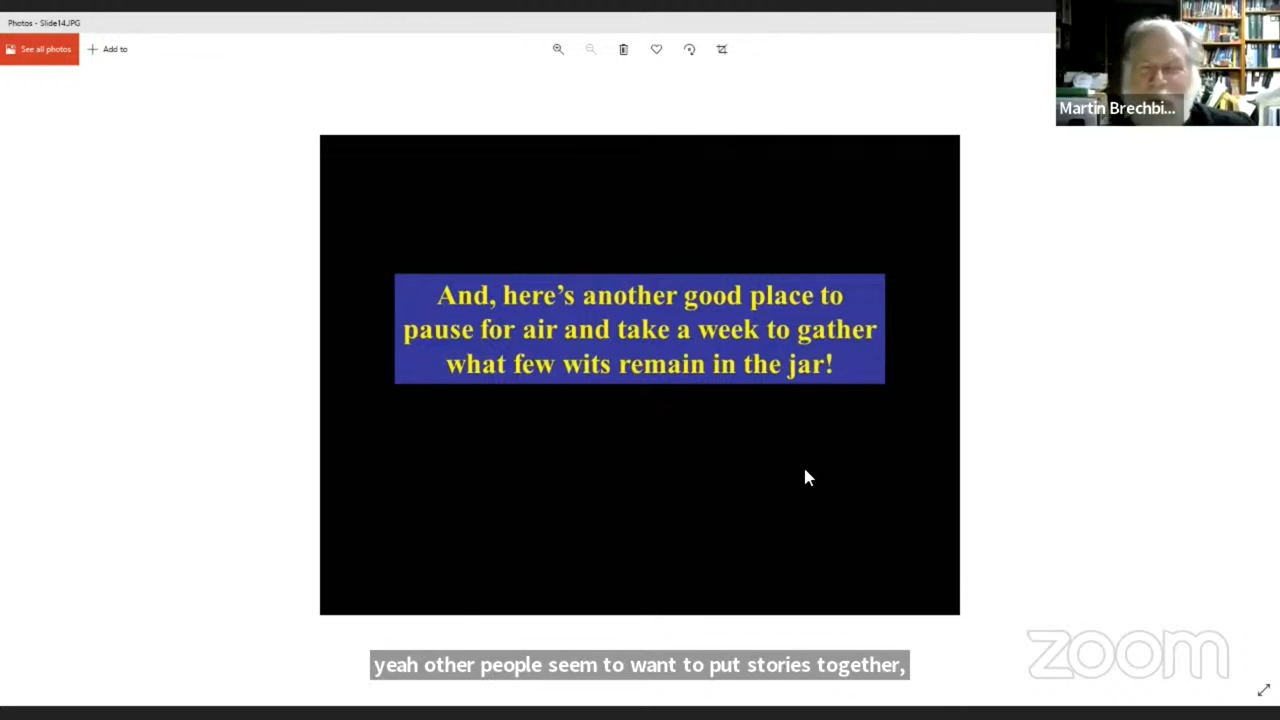 Photos - Slide14.JPG
See all photos
Add to
Martin Brechbi...
And, here's another good place to
pause for air and take a week to gather
what few wits remain in the jar!
yeah other people seem to want to put stories together,
zoom